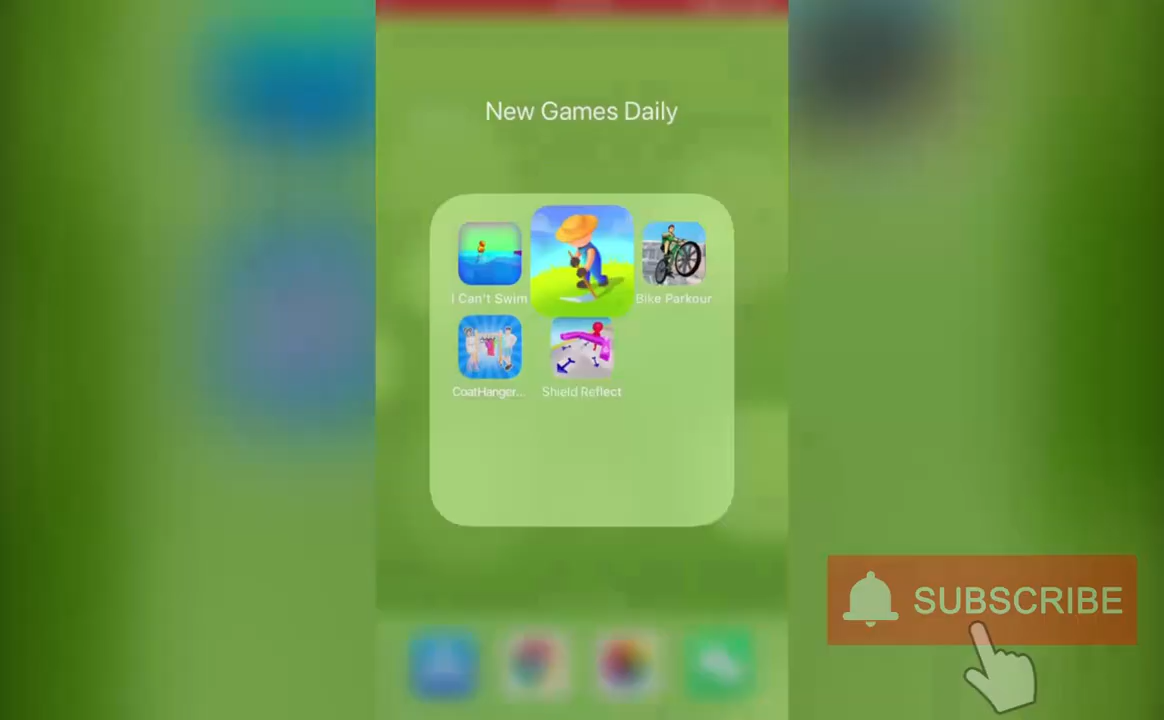 New Games Daily
I Can't Swim
Bike Parkour
CoatHanger...
Shield Reflect
SUBSCRIBE